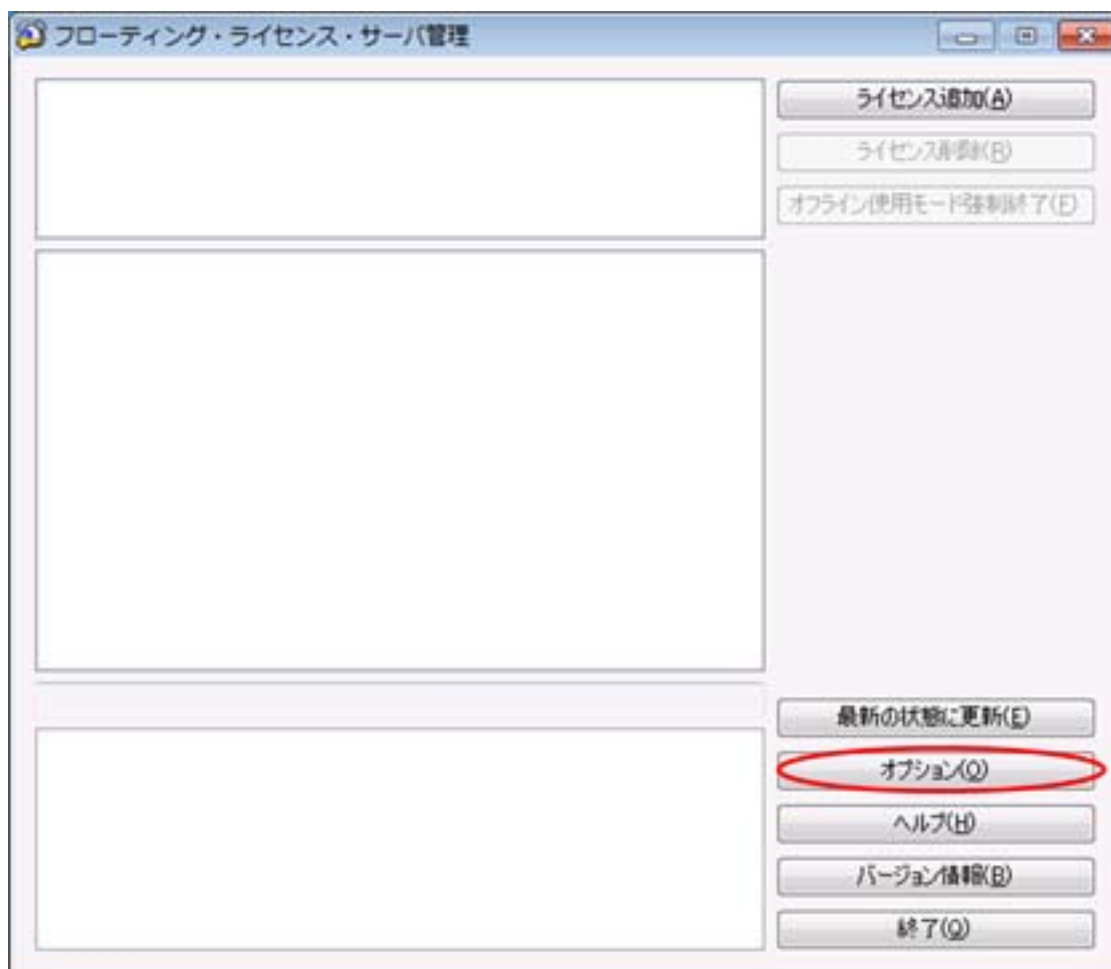 フローティング・ライセンス・サーバ管理
ライセンス追加(A)
ライセンス削除(R)
オフライン使用モード強制終了(F)
最新の状態に更新(E)
オプション(O)
ヘルプ(H)
バージョン情報(B)
終了(Q)